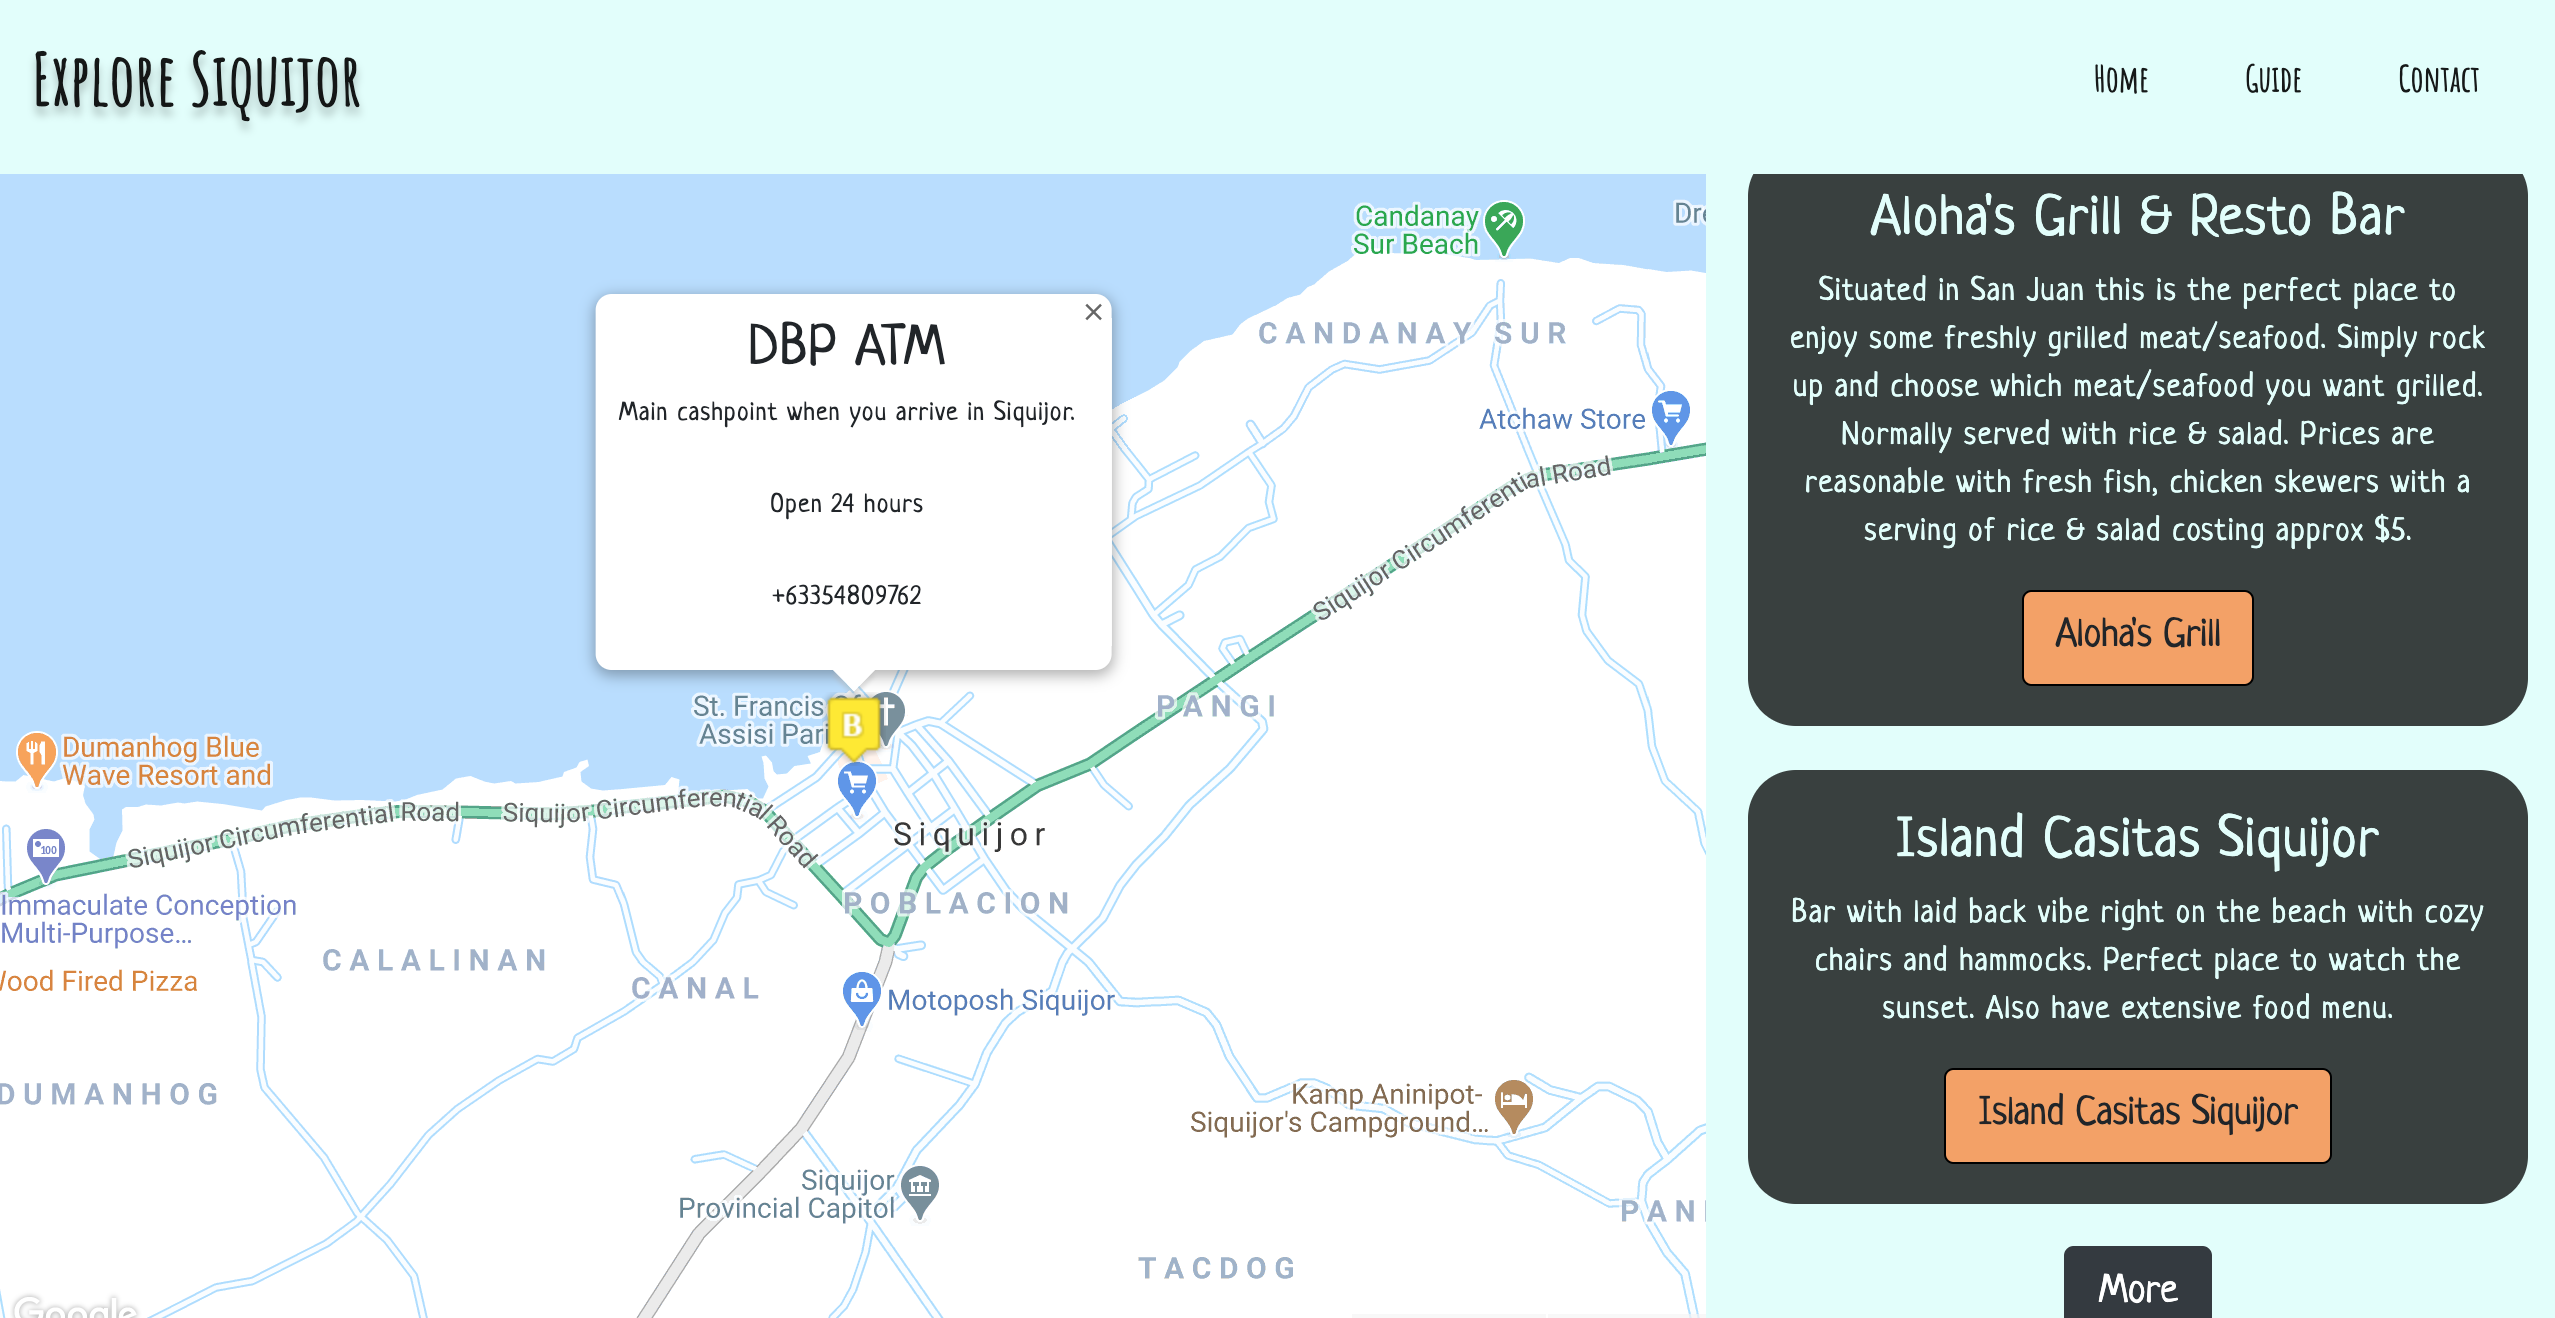 Explore Siquijor
Home
Guide
Contact
Candanay
Sur Beach
CANDANAY SUR
Atchaw Store
Siquijor Circumferential Road
DBP ATM
Main cashpoint when you arrive in Siquijor.
Open 24 hours
+63354809762
B
PANGI
Dumanhog Blue
Wave Resort and
Siquijor Circumferential Road
Siquijor Circumferential Road
Siquijor
POBLACION
100
Immaculate Conception
Multi-Purpose...
Wood Fired Pizza
CALALINAN
CANAL
Motoposh Siquijor
DUMANHOG
Kamp Aninipot-
Siquijor's Campground...
Siquijor
Provincial Capitol
TACDOG
Google
St. Francis
Assisi
Aloha's Grill & Resto Bar
Situated in San Juan this is the perfect place to
enjoy some freshly grilled meat/seafood. Simply rock
up and choose which meat/seafood you want grilled.
Normally served with rice & salad. Prices are
reasonable with fresh fish, chicken skewers with a
serving of rice & salad costing approx $5.
Aloha's Grill
Island Casitas Siquijor
Bar with laid back vibe right on the beach with cozy
chairs and hammocks. Perfect place to watch the
sunset. Also have extensive food menu.
Island Casitas Siquijor
More